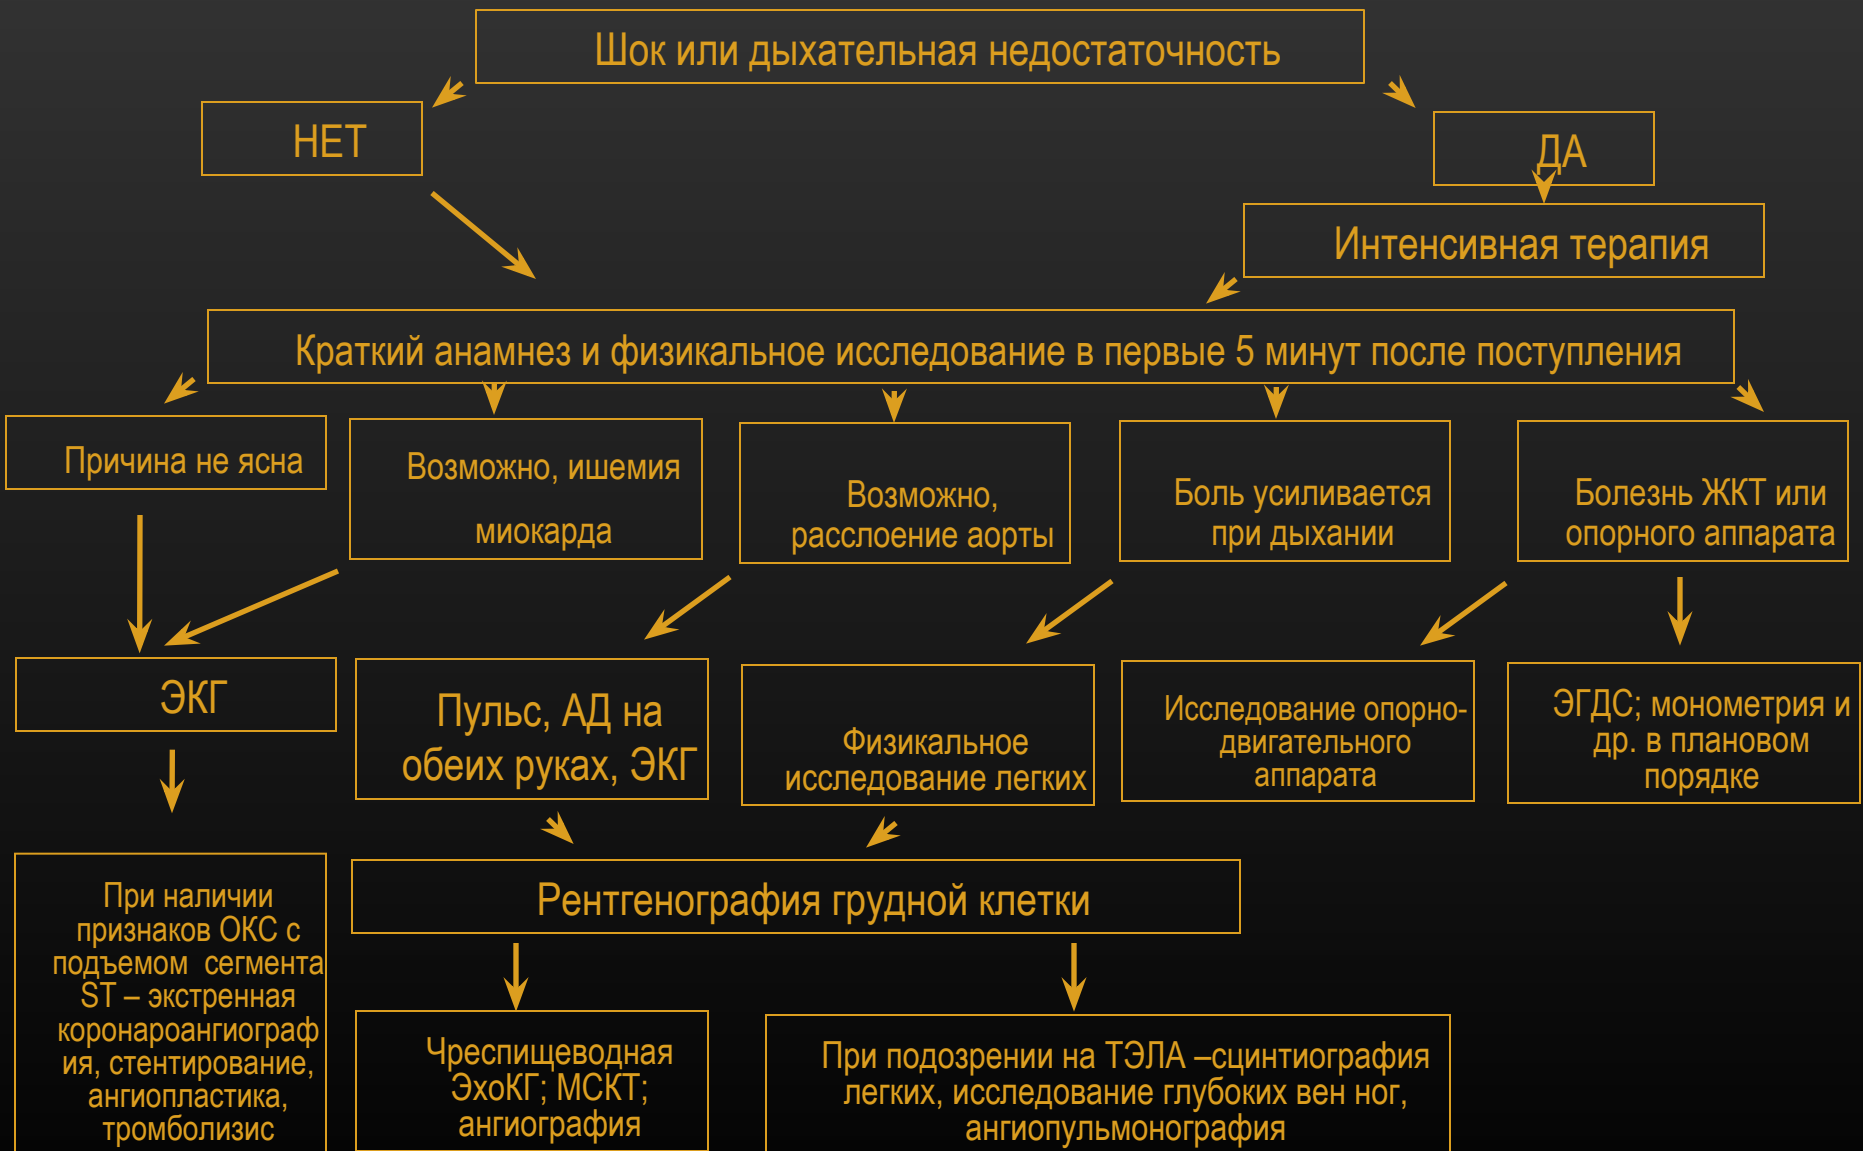 Шок или дыхательная недостаточность
НЕТ
ДА
Интенсивная терапия
Краткий анамнез и физикальное исследование в первые 5 минут после поступления
Причина не ясна
Возможно, ишемия
миокарда
Возможно,
расслоение аорты
Боль усиливается
при дыхании
Болезнь ЖКТ или
опорного аппарата
ЭКГ
Пульс, АД на
обеих руках, ЭКГ
Физикальное
исследование легких
Исследование опорно-
двигательного
аппарата
ЭГДС; монометрия и
др. в плановом
порядке
При наличии
признаков ОКС с
подъемом сегмента
ST – экстренная
коронароангиограф
ия, стентирование,
ангиопластика,
тромболизис
Рентгенография грудной клетки
Чреспищеводная
ЭхоКГ; МСКТ;
ангиография
При подозрении на ТЭЛА –сцинтиография
легких, исследование глубоких вен ног,
ангиопульмонография